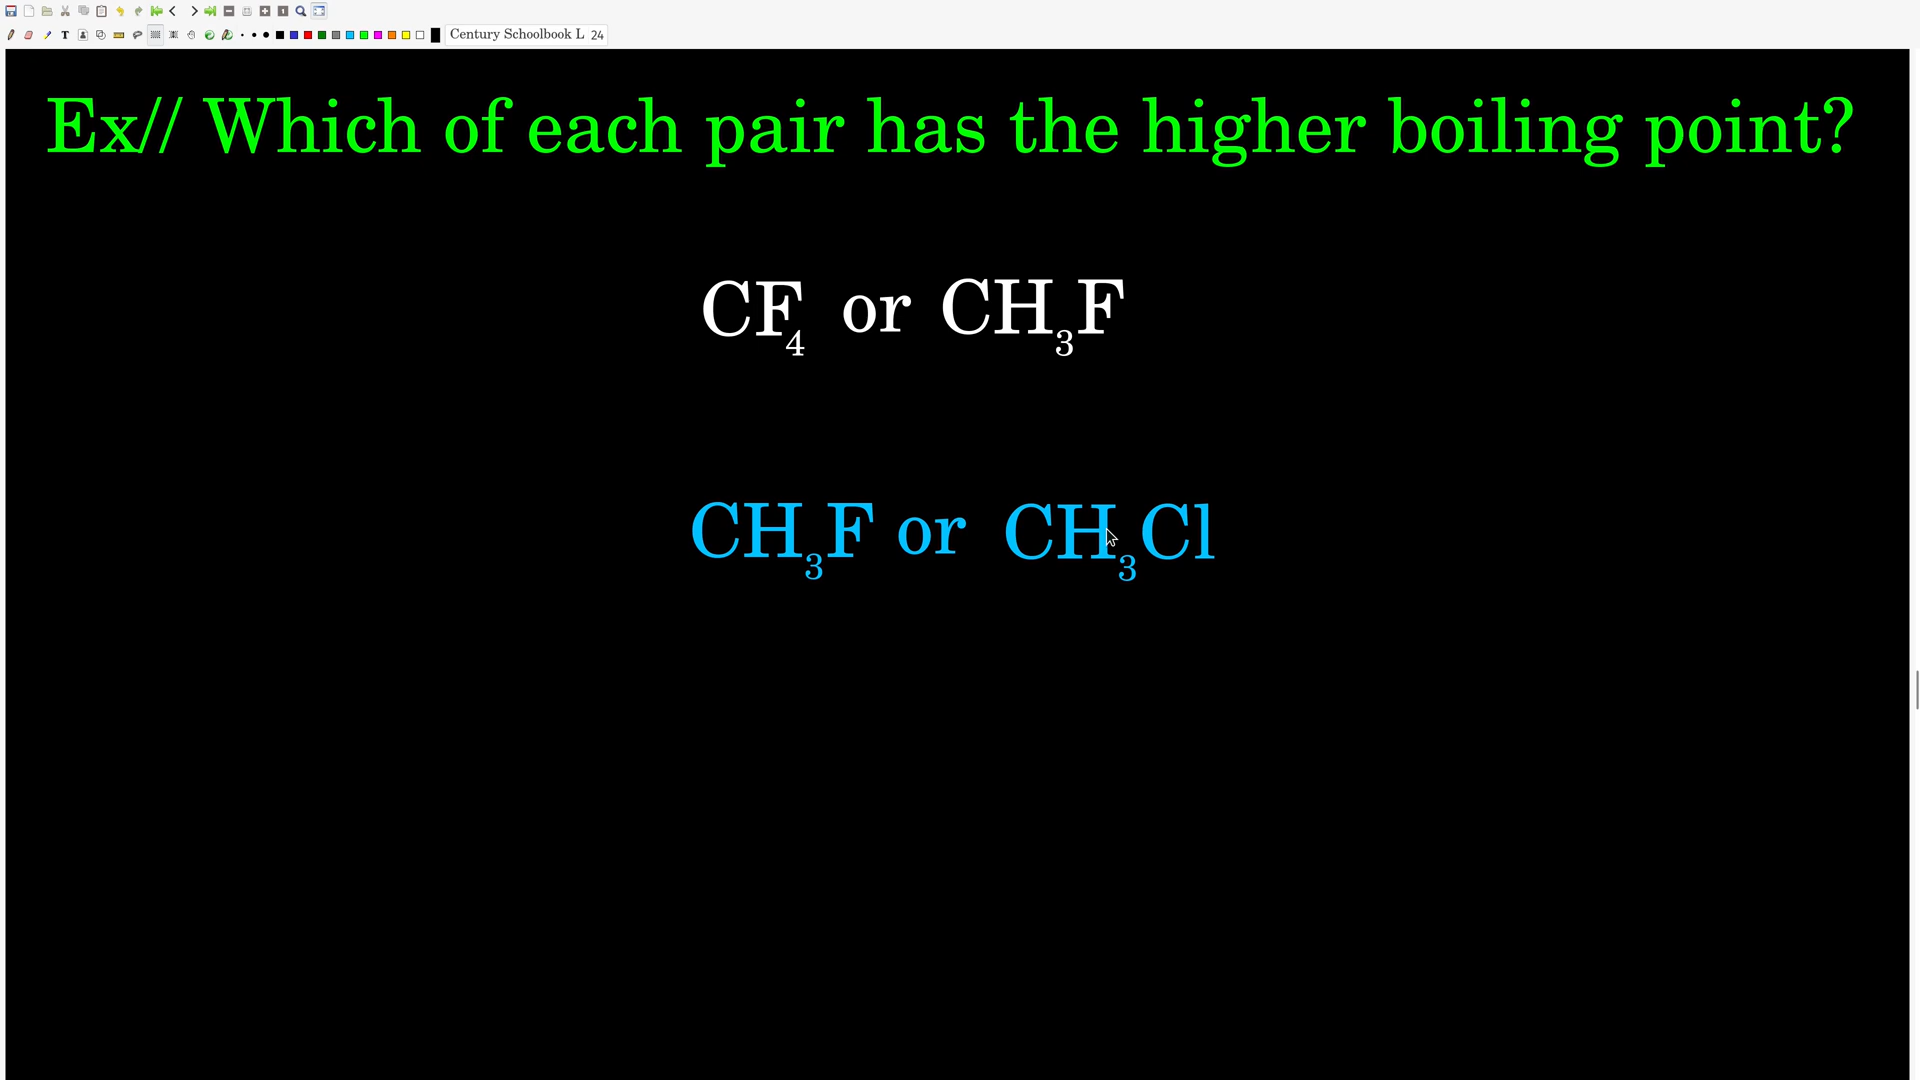 Century Schoolbook L 24
Ex// Which of each pair has the higher boiling point?
CF₄ or CH₃F
CH₃F or CH₃Cl